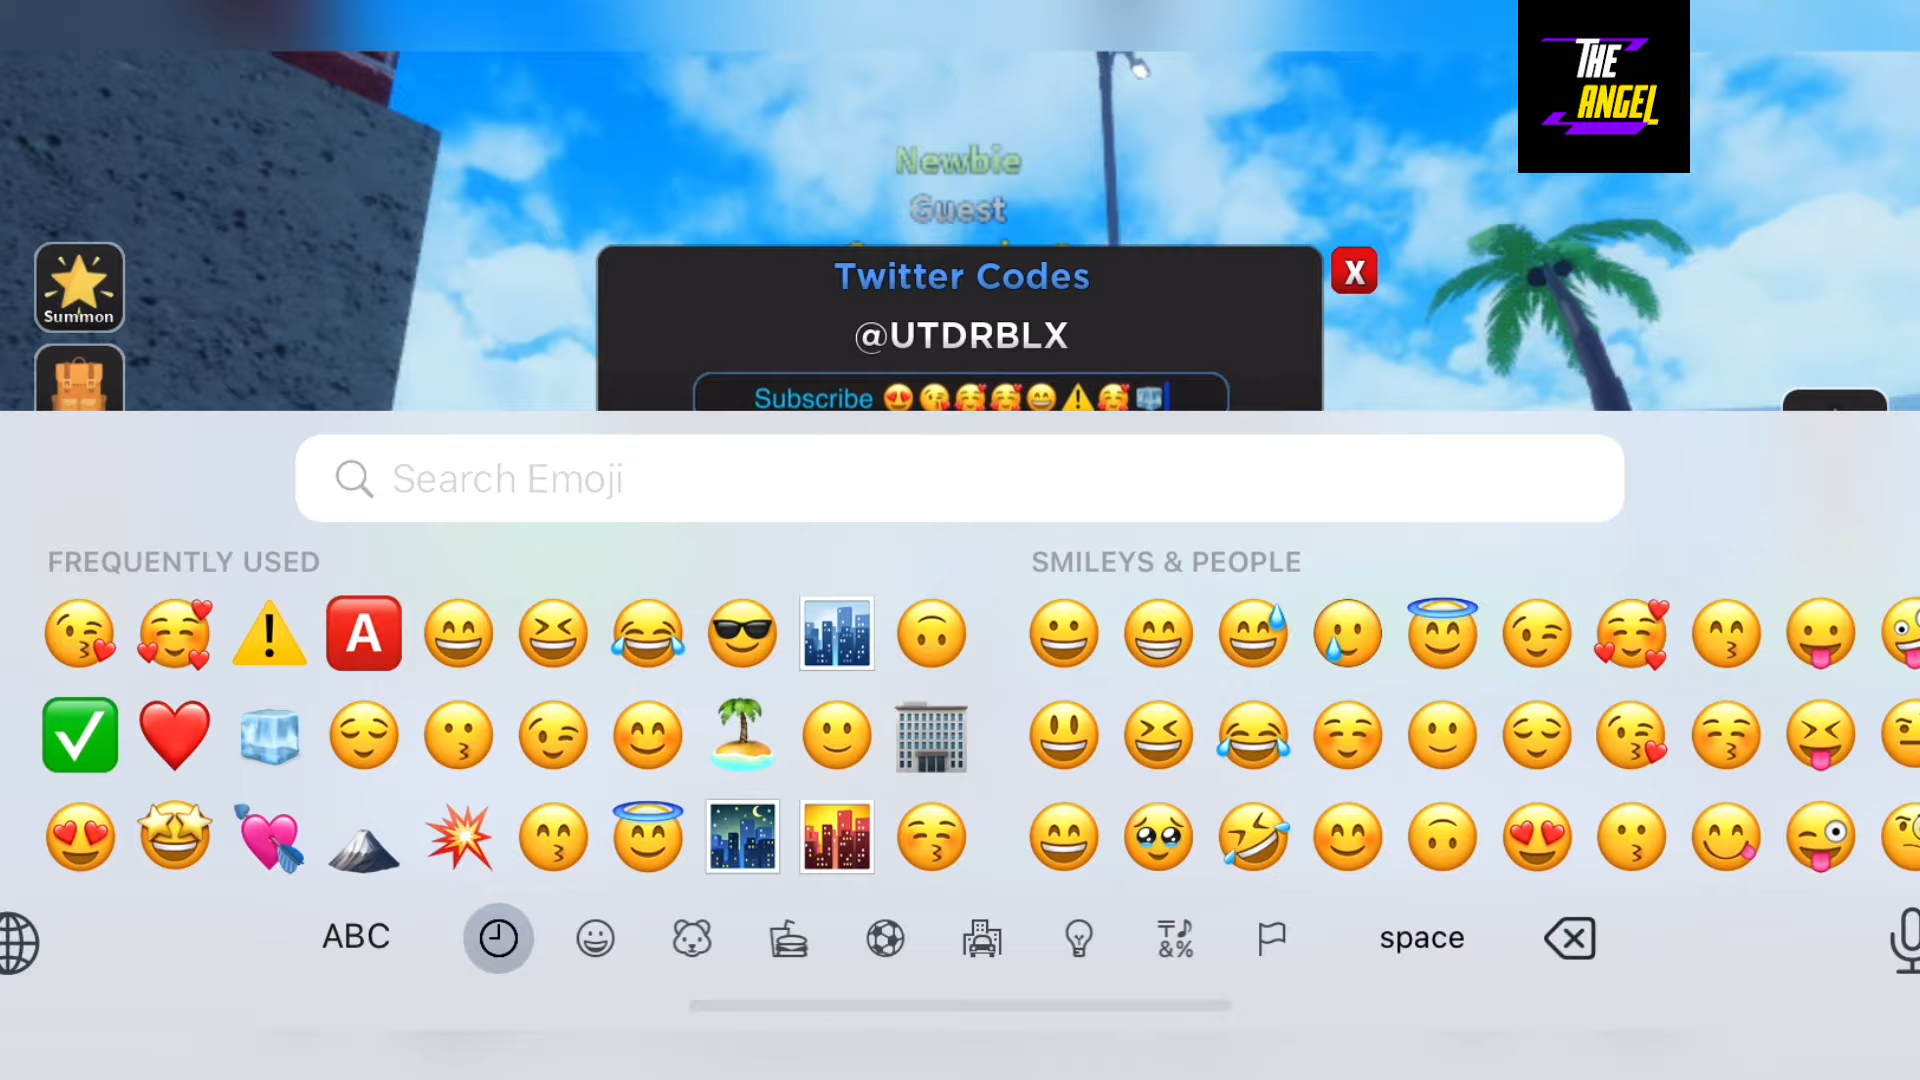 THE
ANGEL
Newbie
Guest
Summon
Twitter Codes
X
@UTDRBLX
Subscribe 😍😘🥰🥰😄⚠️🥰🧊
Search Emoji
FREQUENTLY USED
SMILEYS & PEOPLE
A
ABC
space